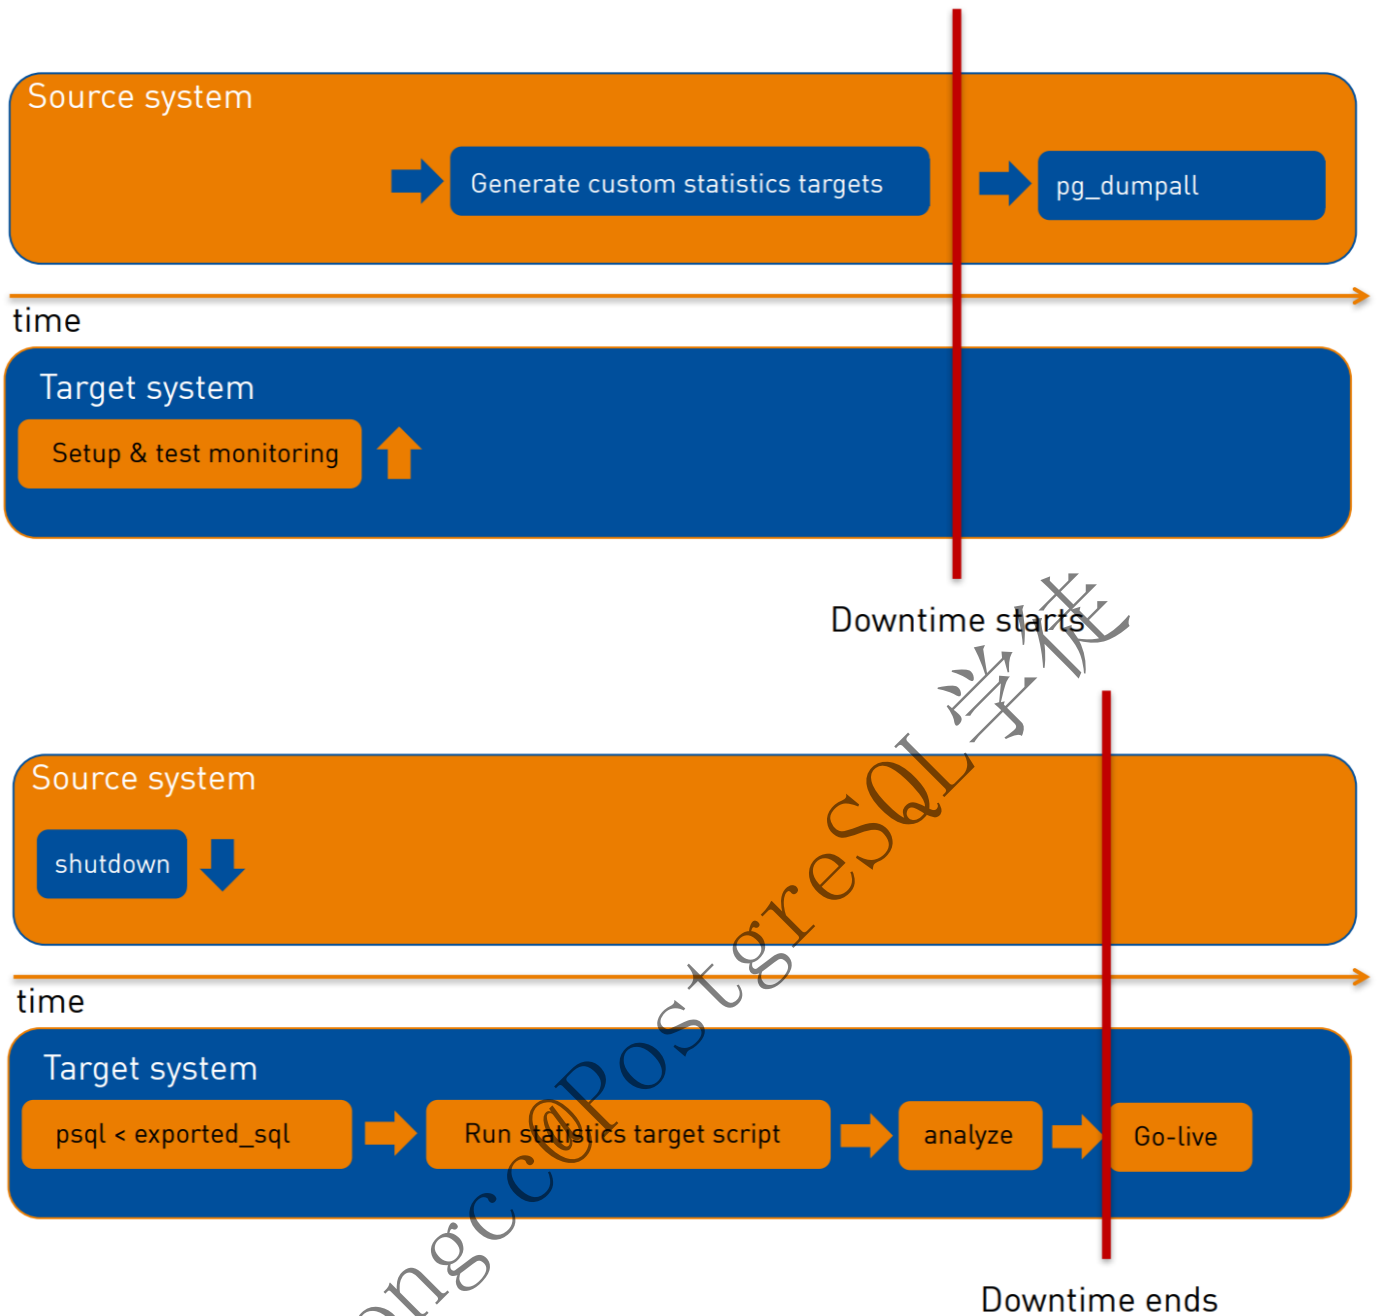 Source system
Generate custom statistics targets
pg_dumpall
time
Target system
Setup & test monitoring
Downtime starts
Source system
shutdown
time
Target system
psql < exported_sql
Run statistics target script
analyze
Go-live
Downtime ends
ongcc@PostgreSQL学徒